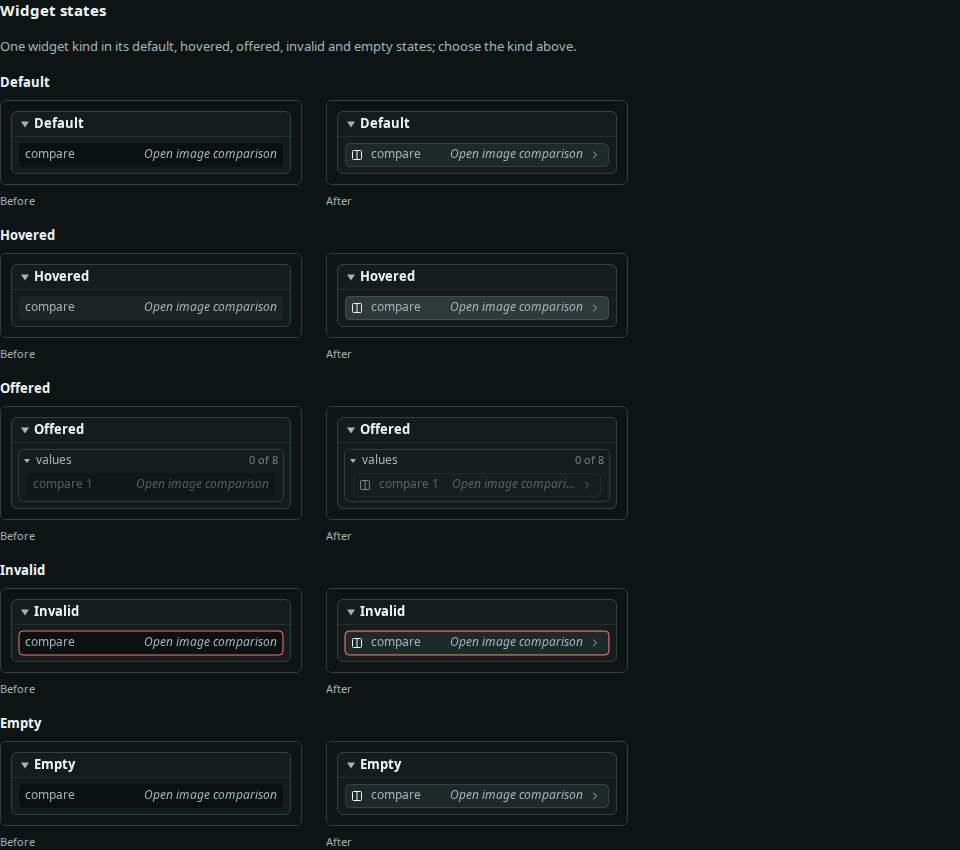 Widget states
One widget kind in its default, hovered, offered, invalid and empty states; choose the kind above.
Default
Default
compare Open image comparison
Before
Default
compare Open image comparison
After
Hovered
Hovered
compare Open image comparison
Before
Hovered
compare Open image comparison
After
Offered
Offered
values 0 of 8
compare 1 Open image comparison
Before
Offered
values 0 of 8
compare 1 Open image compari...
After
Invalid
Invalid
compare Open image comparison
Before
Invalid
compare Open image comparison
After
Empty
Empty
compare Open image comparison
Before
Empty
compare Open image comparison
After